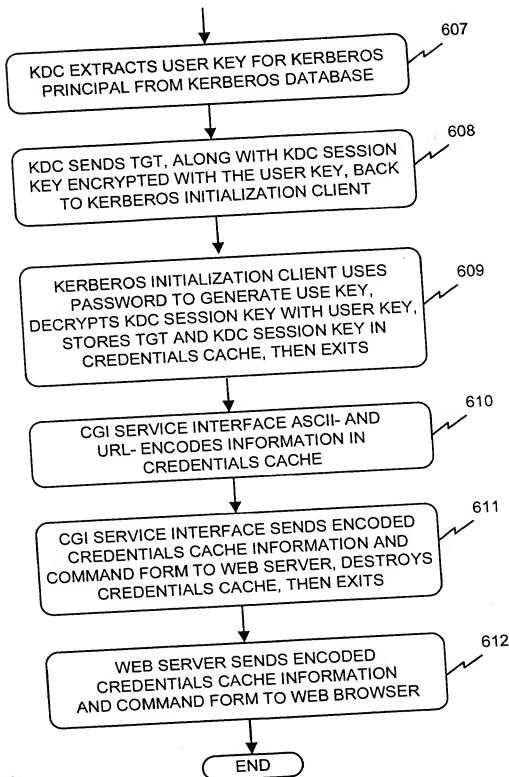 607
KDC EXTRACTS USER KEY FOR KERBEROS
PRINCIPAL FROM KERBEROS DATABASE
608
KDC SENDS TGT, ALONG WITH KDC SESSION
KEY ENCRYPTED WITH THE USER KEY, BACK
TO KERBEROS INITIALIZATION CLIENT
609
KERBEROS INITIALIZATION CLIENT USES
PASSWORD TO GENERATE USE KEY,
DECRYPTS KDC SESSION KEY WITH USER KEY,
STORES TGT AND KDC SESSION KEY IN
CREDENTIALS CACHE, THEN EXITS
610
CGI SERVICE INTERFACE ASCII- AND
URL- ENCODES INFORMATION IN
CREDENTIALS CACHE
611
CGI SERVICE INTERFACE SENDS ENCODED
CREDENTIALS CACHE INFORMATION AND
COMMAND FORM TO WEB SERVER, DESTROYS
CREDENTIALS CACHE, THEN EXITS
612
WEB SERVER SENDS ENCODED
CREDENTIALS CACHE INFORMATION
AND COMMAND FORM TO WEB BROWSER
END